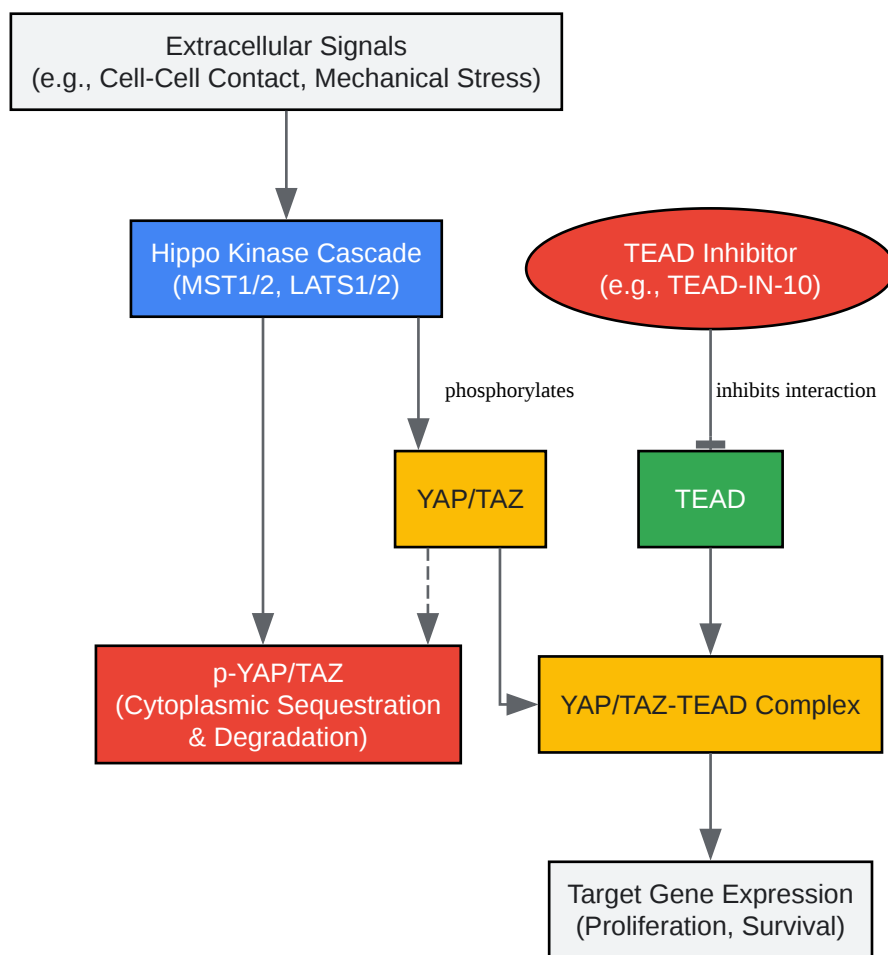 Extracellular Signals
(e.g., Cell-Cell Contact, Mechanical Stress)
Hippo Kinase Cascade
(MST1/2, LATS1/2)
TEAD Inhibitor
(e.g., TEAD-IN-10)
phosphorylates
inhibits interaction
YAP/TAZ
TEAD
p-YAP/TAZ
(Cytoplasmic Sequestration
& Degradation)
YAP/TAZ-TEAD Complex
Target Gene Expression
(Proliferation, Survival)